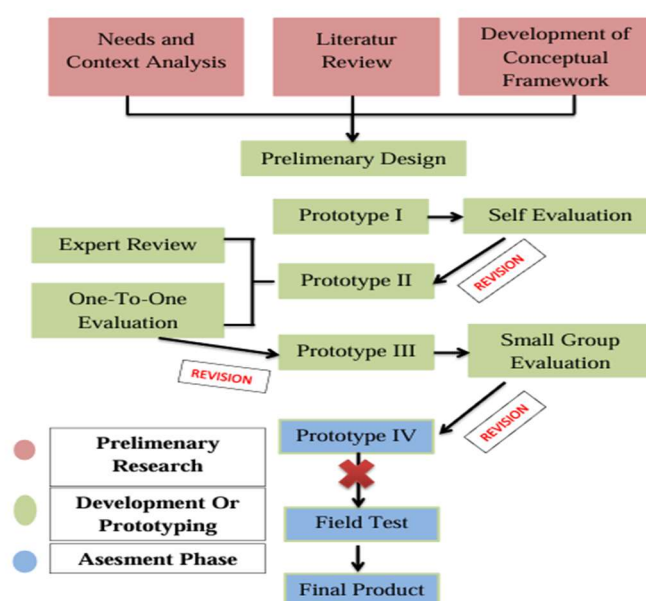 Needs and
Context Analysis
Literatur
Review
Development of
Conceptual
Framework
Prelimenary Design
Prototype I
Self Evaluation
Expert Review
REVISION
Prototype II
One-To-One
Evaluation
Prototype III
Small Group
Evaluation
REVISION
REVISION
Prototype IV
Prelimenary
Research
Development Or
Prototyping
Field Test
Asesment Phase
Final Product